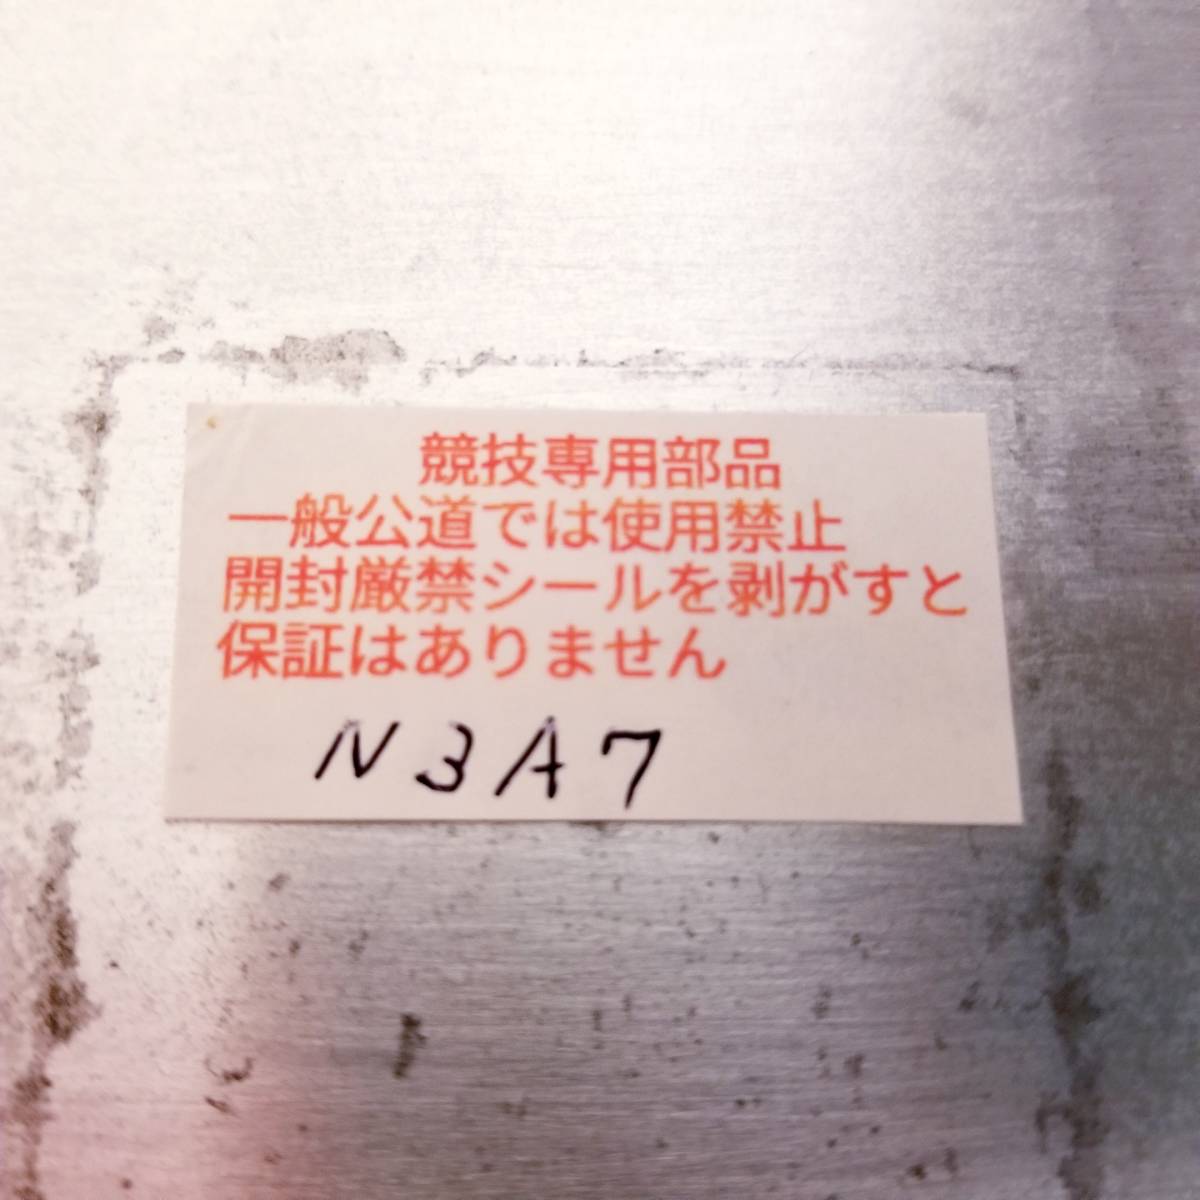 競技専用部品
一般公道では使用禁止
開封厳禁シールを剥がすと
保証はありません
N3A7